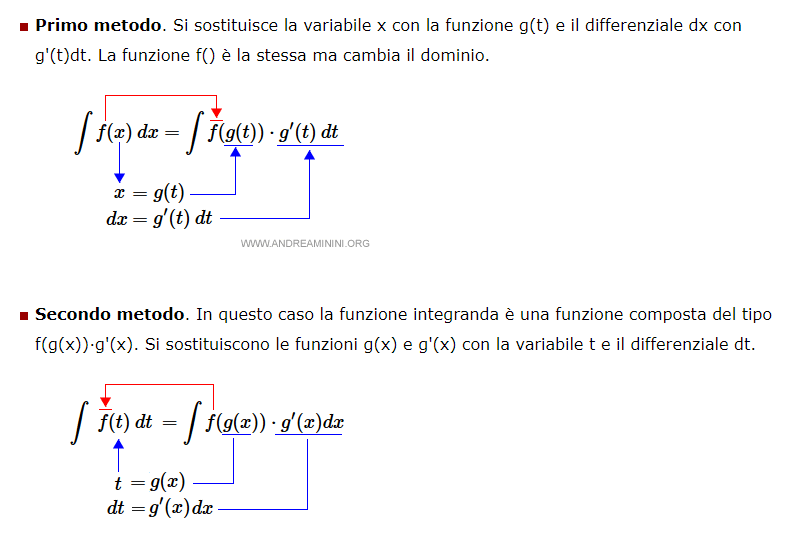 Primo metodo. Si sostituisce la variabile x con la funzione g(t) e il differenziale dx con
g'(t)dt. La funzione f() è la stessa ma cambia il dominio.
∫ f(x) dx = ∫ f(g(t)) · g′(t) dt
x = g(t)
dx = g′(t) dt
WWW.ANDREAMININI.ORG
Secondo metodo. In questo caso la funzione integranda è una funzione composta del tipo
f(g(x))·g'(x). Si sostituiscono le funzioni g(x) e g'(x) con la variabile t e il differenziale dt.
∫ f(t) dt = ∫ f(g(x)) · g′(x)dx
t = g(x)
dt = g′(x)dx